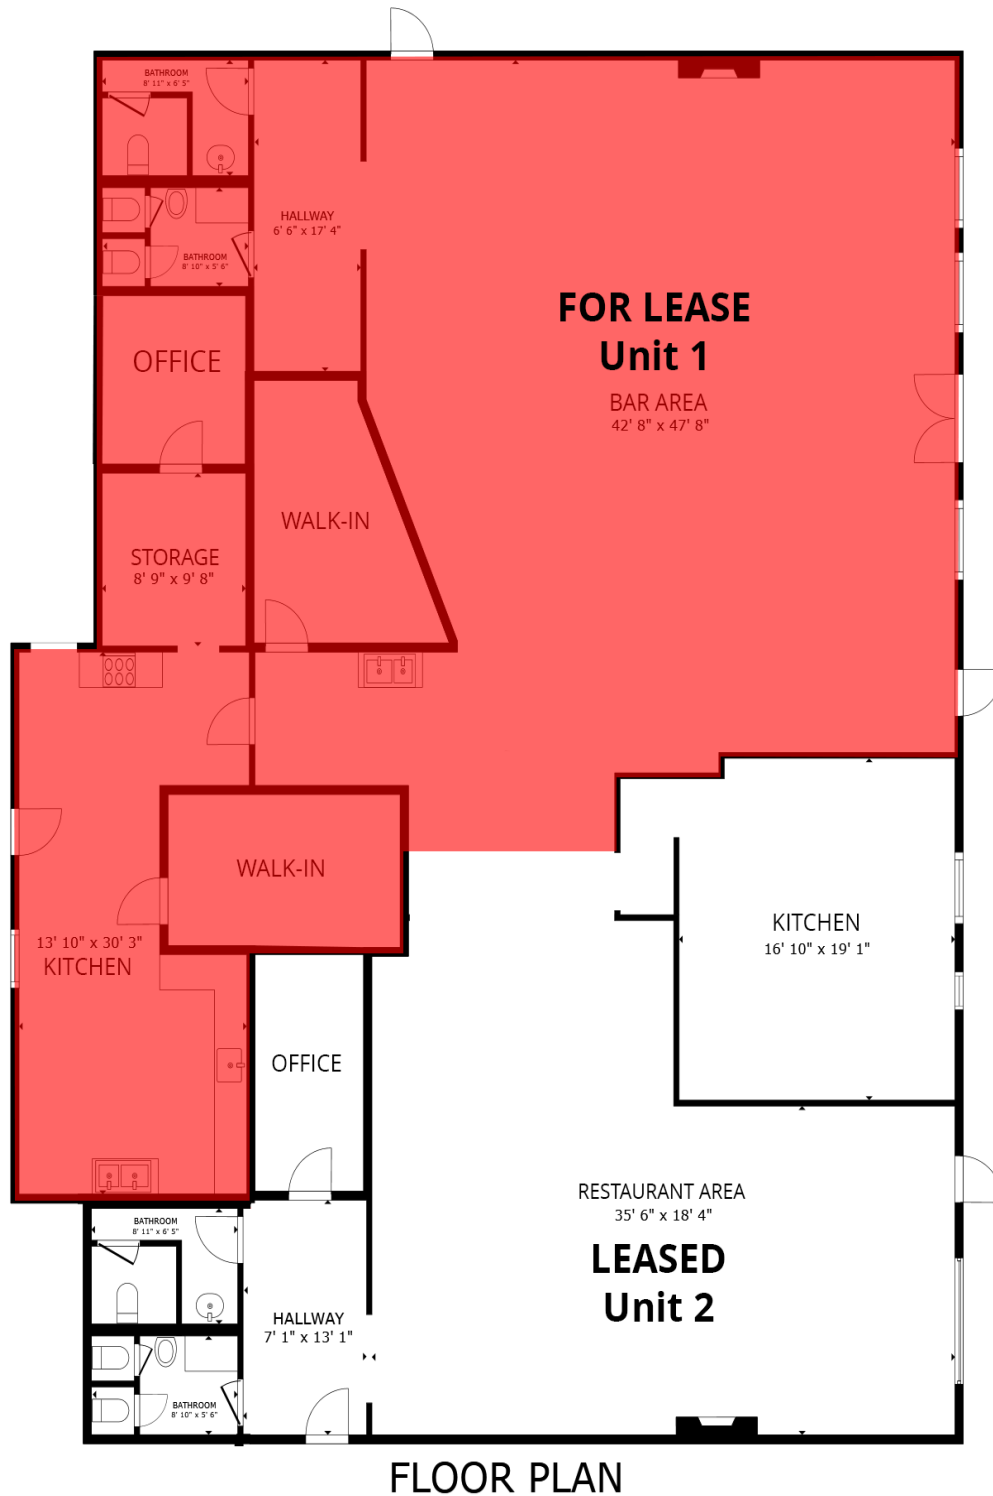 BATHROOM
8' 11" x 6' 5"
HALLWAY
6' 6" x 17' 4"
BATHROOM
8' 10" x 5' 6"
FOR LEASE
Unit 1
BAR AREA
42' 8" x 47' 8"
OFFICE
WALK-IN
STORAGE
8' 9" x 9' 8"
WALK-IN
13' 10" x 30' 3"
KITCHEN
KITCHEN
16' 10" x 19' 1"
OFFICE
RESTAURANT AREA
35' 6" x 18' 4"
LEASED
Unit 2
BATHROOM
8' 11" x 6' 5"
HALLWAY
7' 1" x 13' 1"
BATHROOM
8' 10" x 5' 6"
FLOOR PLAN